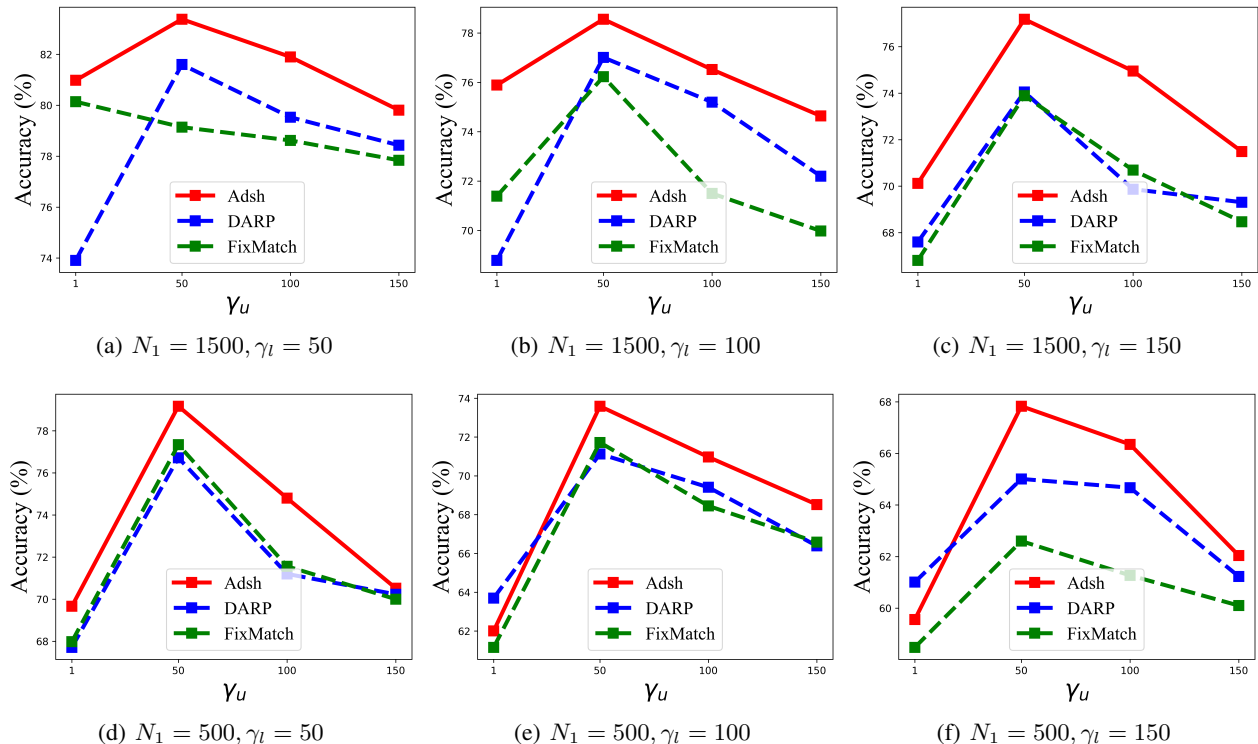 82
80
78
76
74
Accuracy (%)
Adsh
DARP
FixMatch
1
50
100
150
γu
(a) N1 = 1500, γl = 50
78
76
74
72
70
Accuracy (%)
Adsh
DARP
FixMatch
1
50
100
150
γu
(b) N1 = 1500, γl = 100
76
74
72
70
68
Accuracy (%)
Adsh
DARP
FixMatch
1
50
100
150
γu
(c) N1 = 1500, γl = 150
78
76
74
72
70
68
Accuracy (%)
Adsh
DARP
FixMatch
1
50
100
150
γu
(d) N1 = 500, γl = 50
74
72
70
68
66
64
62
Accuracy (%)
Adsh
DARP
FixMatch
1
50
100
150
γu
(e) N1 = 500, γl = 100
68
66
64
62
60
Accuracy (%)
Adsh
DARP
FixMatch
1
50
100
150
γu
(f) N1 = 500, γl = 150